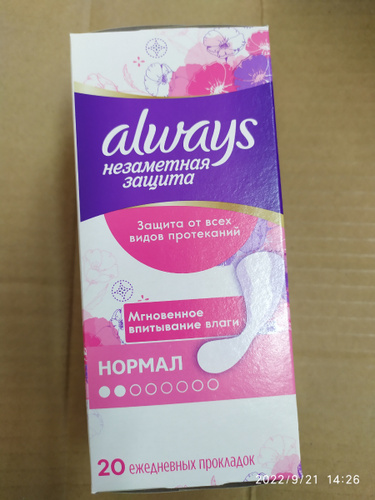 always
незаметная
защита
Защита от всех
видов протеканий
Мгновенное
впитывание влаги
НОРМАЛ
20 ежедневных прокладок
2022/9/21 14:26